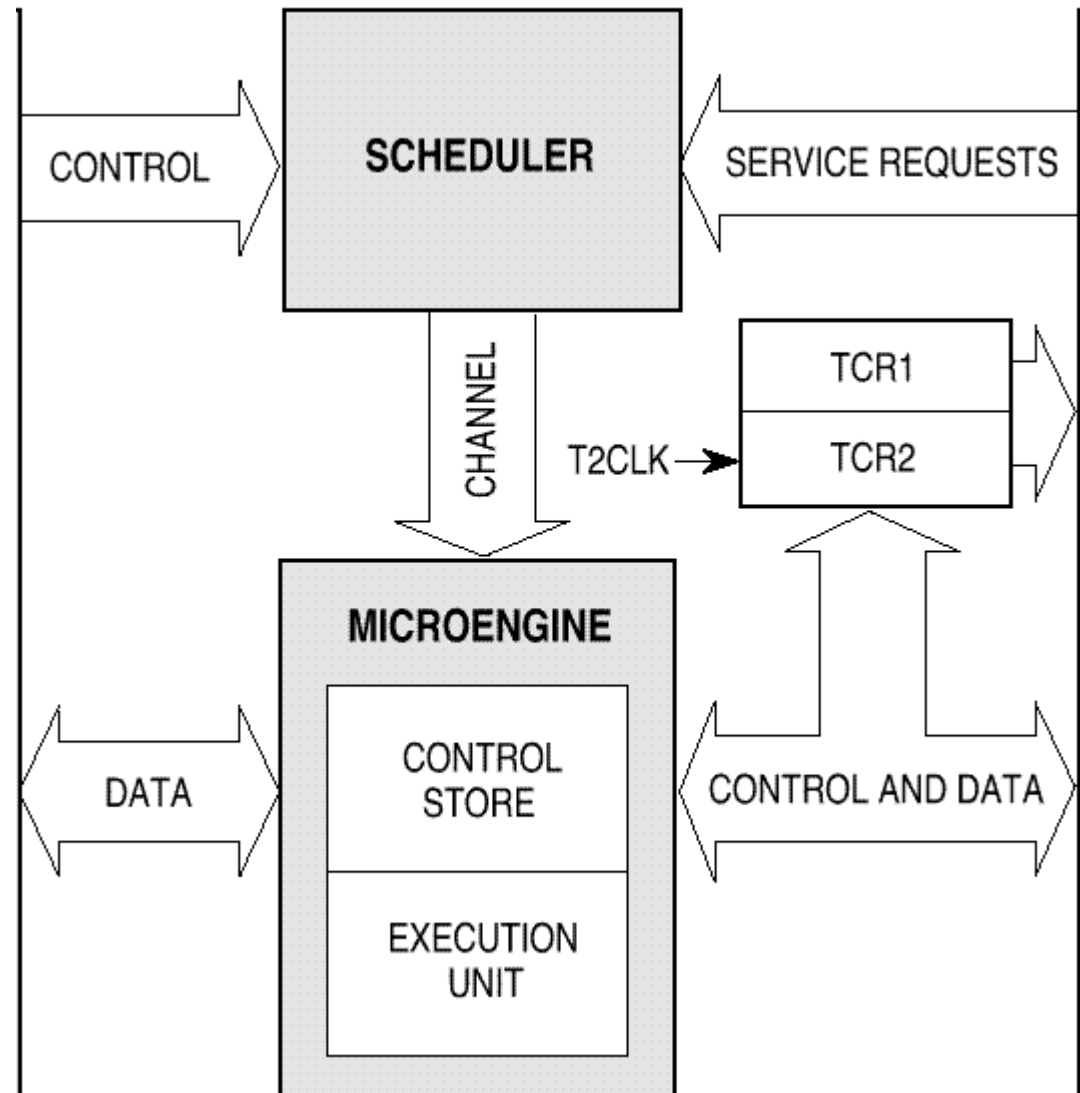 SCHEDULER
CONTROL
SERVICE REQUESTS
CHANNEL
TCR1
T2CLK
TCR2
MICROENGINE
CONTROL
STORE
DATA
CONTROL AND DATA
EXECUTION
UNIT